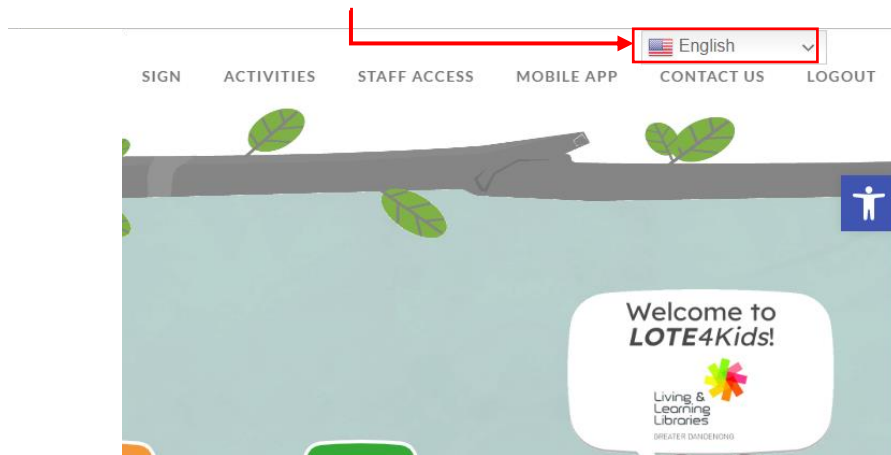 English
SIGN ACTIVITIES STAFF ACCESS MOBILE APP CONTACT US LOGOUT
Welcome to
LOTE4Kids!
Living &
Learning
Libraries
GREATER DANDENONG